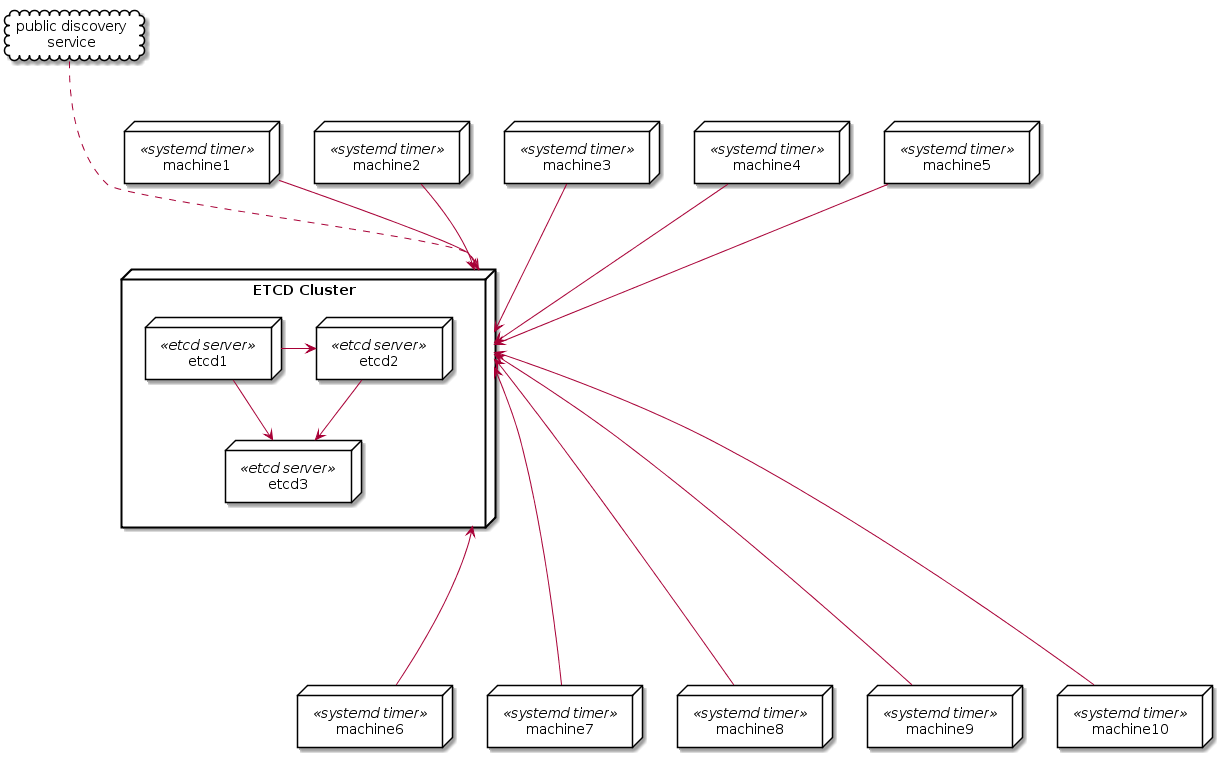 public discovery
service
«systemd timer»
machine1
«systemd timer»
machine2
«systemd timer»
machine3
«systemd timer»
machine4
«systemd timer»
machine5
ETCD Cluster
«etcd server»
etcd1
«etcd server»
etcd2
«etcd server»
etcd3
«systemd timer»
machine6
«systemd timer»
machine7
«systemd timer»
machine8
«systemd timer»
machine9
«systemd timer»
machine10